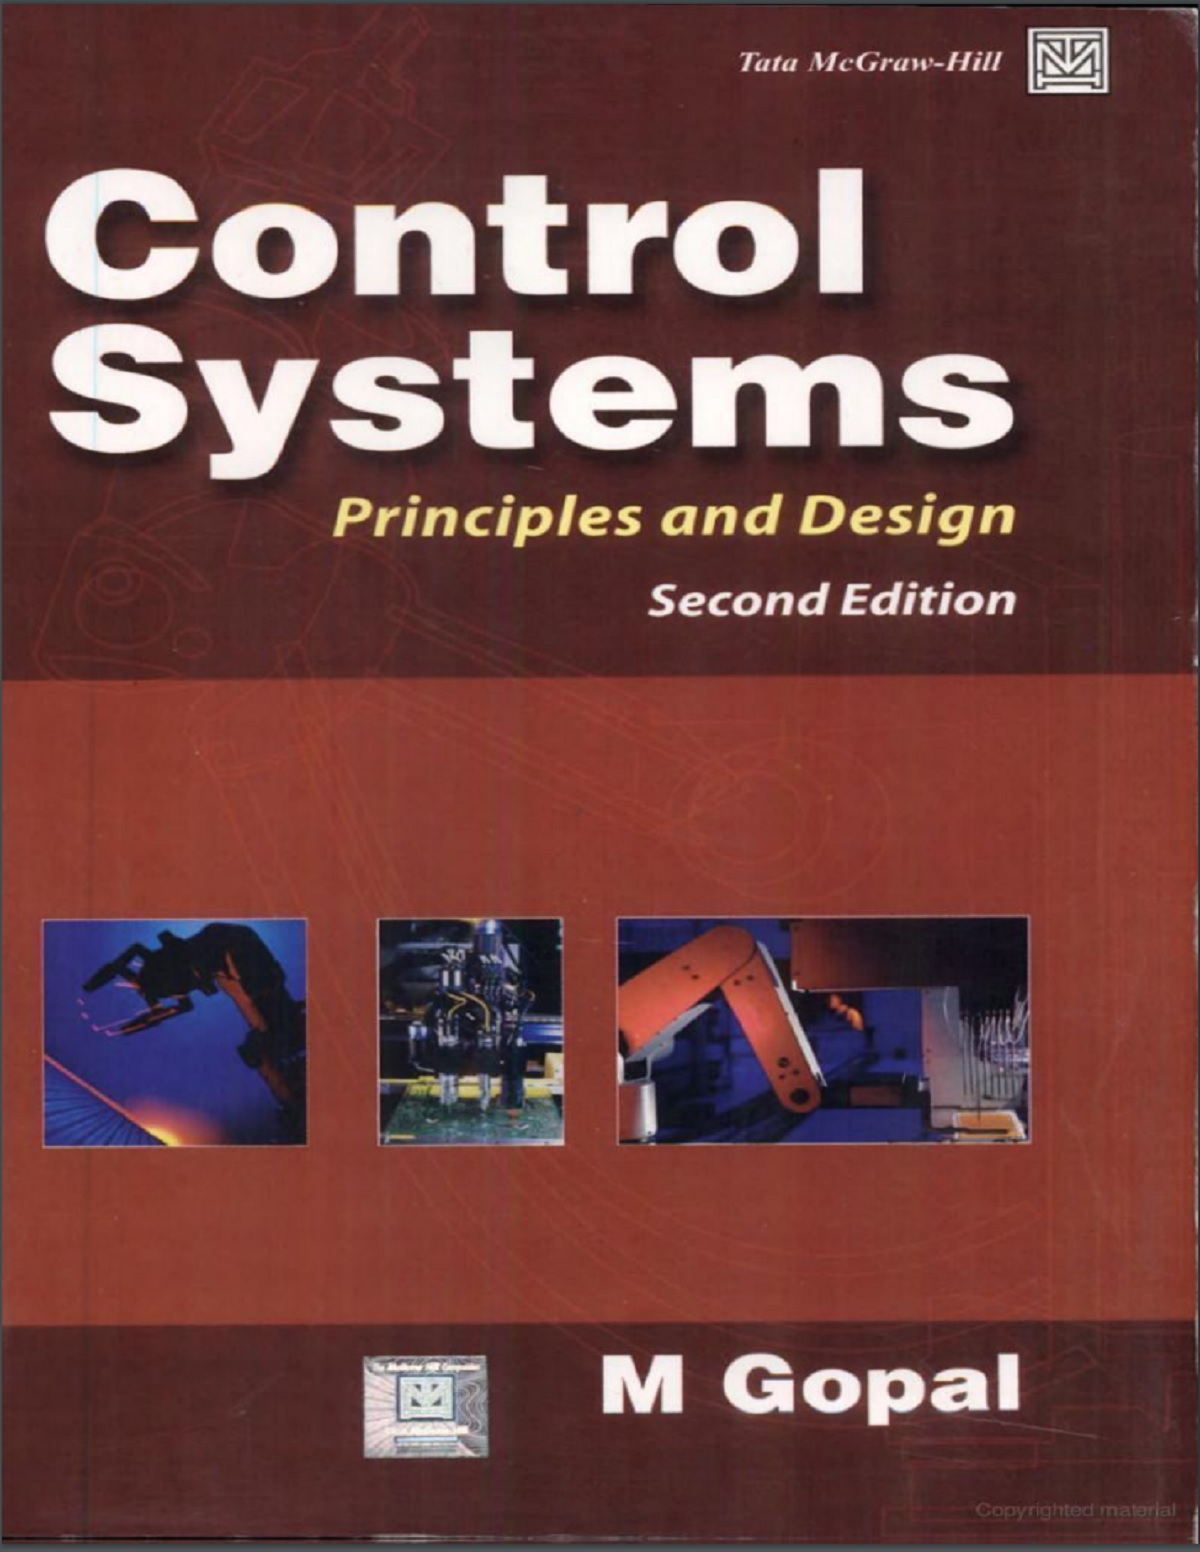 Tata McGraw-Hill
Control
Systems
Principles and Design
Second Edition
M Gopal
Copyrighted material